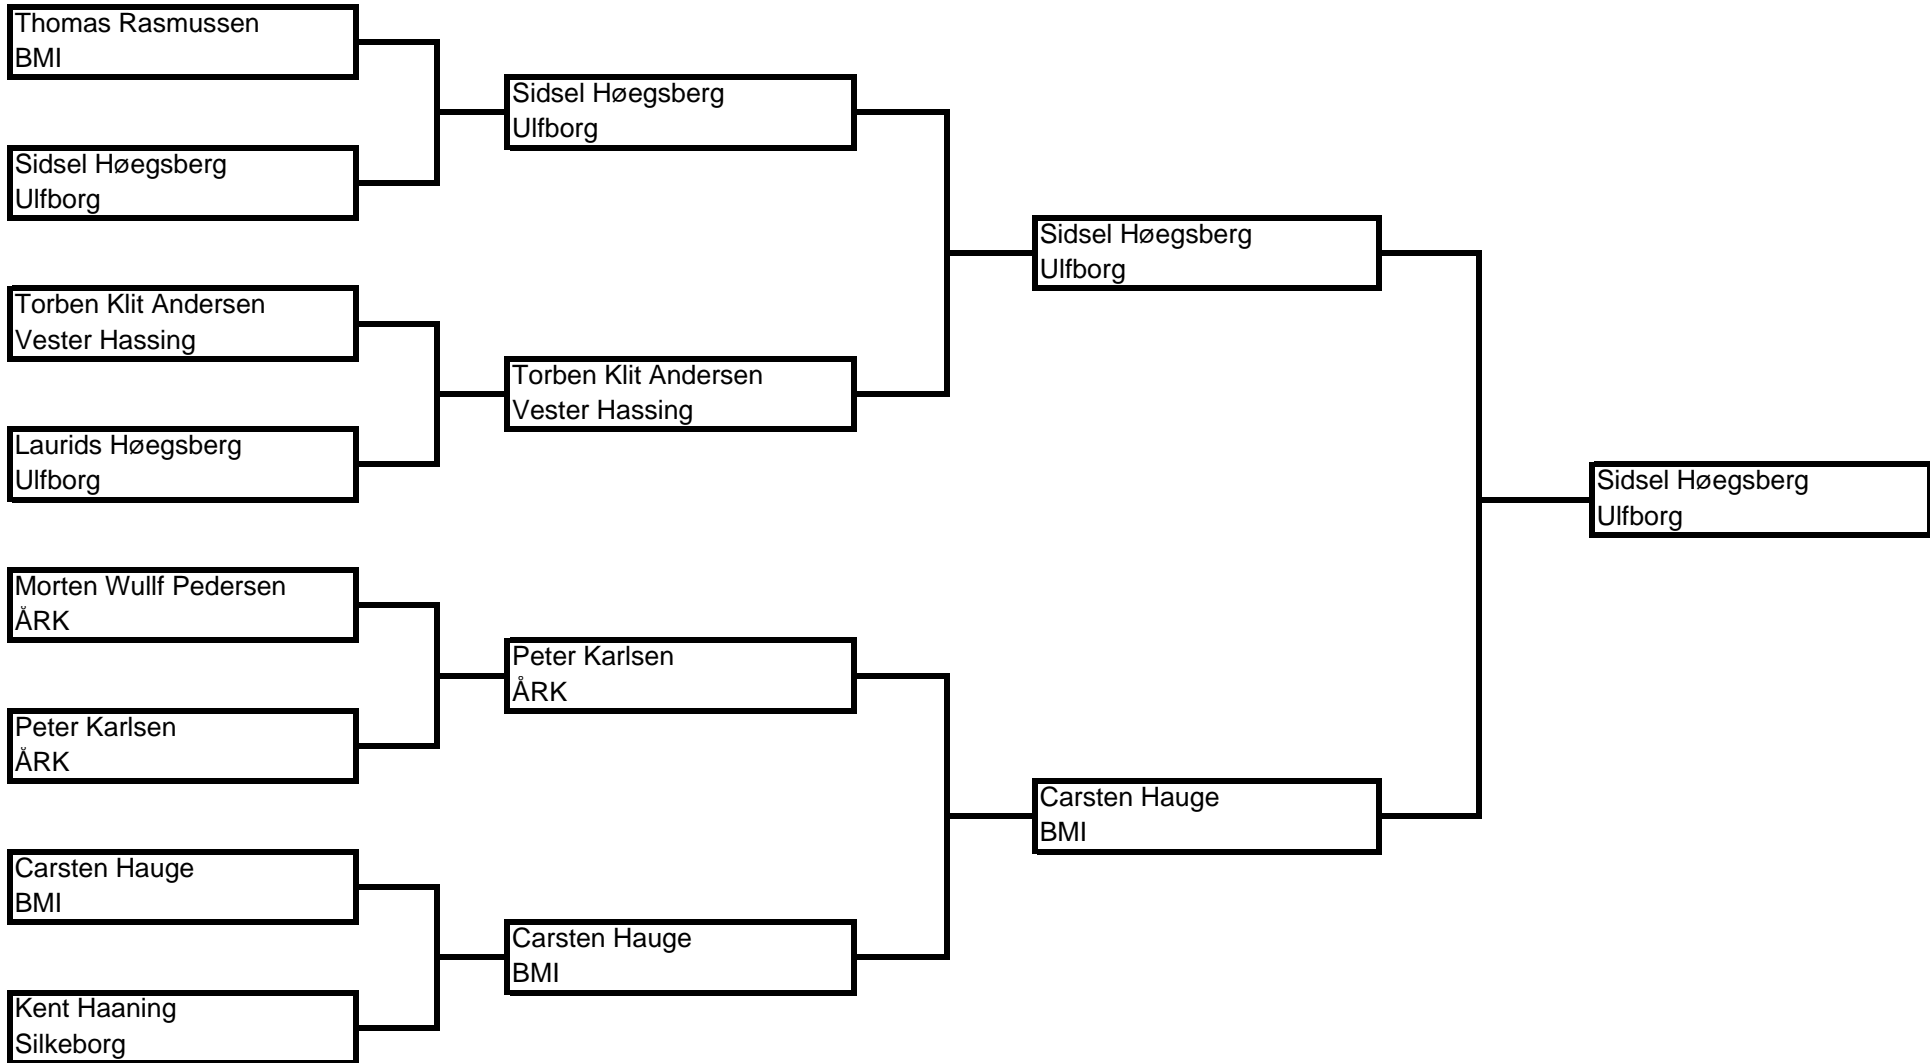 Thomas Rasmussen
BMI
Sidsel Høegsberg
Ulfborg
Sidsel Høegsberg
Ulfborg
Sidsel Høegsberg
Ulfborg
Torben Klit Andersen
Vester Hassing
Torben Klit Andersen
Vester Hassing
Laurids Høegsberg
Ulfborg
Sidsel Høegsberg
Ulfborg
Morten Wullf Pedersen
ÅRK
Peter Karlsen
ÅRK
Peter Karlsen
ÅRK
Carsten Hauge
BMI
Carsten Hauge
BMI
Carsten Hauge
BMI
Kent Haaning
Silkeborg